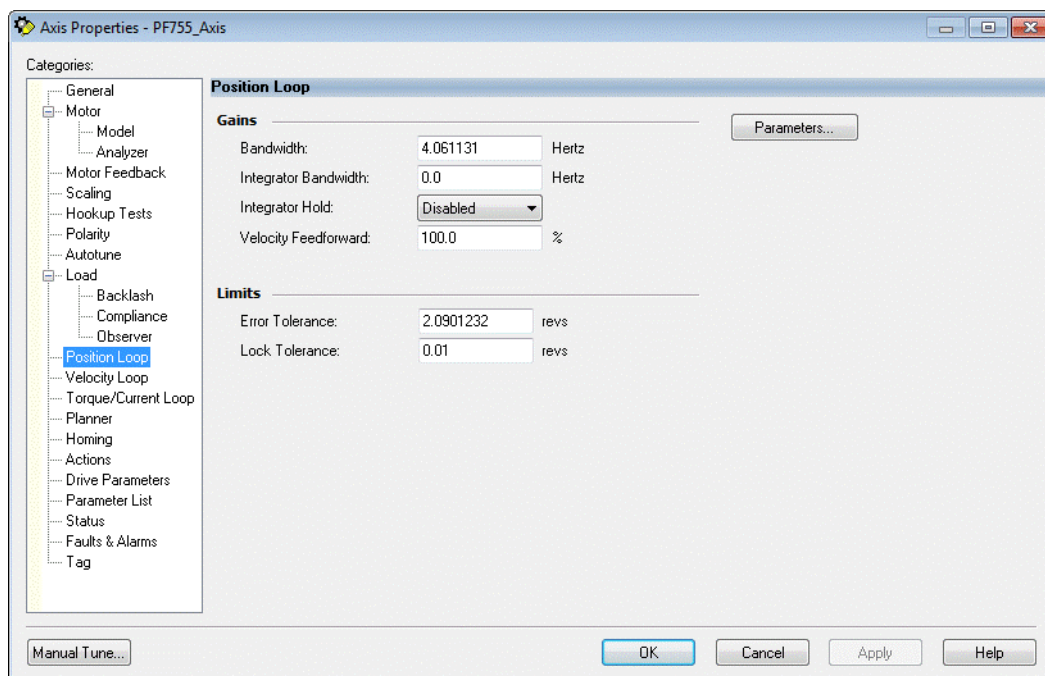 Axis Properties - PF755_Axis
Categories:
General
Motor
Model
Analyzer
Motor Feedback
Scaling
Hookup Tests
Polarity
Autotune
Load
Backlash
Compliance
Observer
Position Loop
Velocity Loop
Torque/Current Loop
Planner
Homing
Actions
Drive Parameters
Parameter List
Status
Faults & Alarms
Tag
Position Loop
Gains
Parameters...
Bandwidth: 4.061131 Hertz
Integrator Bandwidth: 0.0 Hertz
Integrator Hold: Disabled
Velocity Feedforward: 100.0 %
Limits
Error Tolerance: 2.0901232 revs
Lock Tolerance: 0.01 revs
Manual Tune... OK Cancel Apply Help